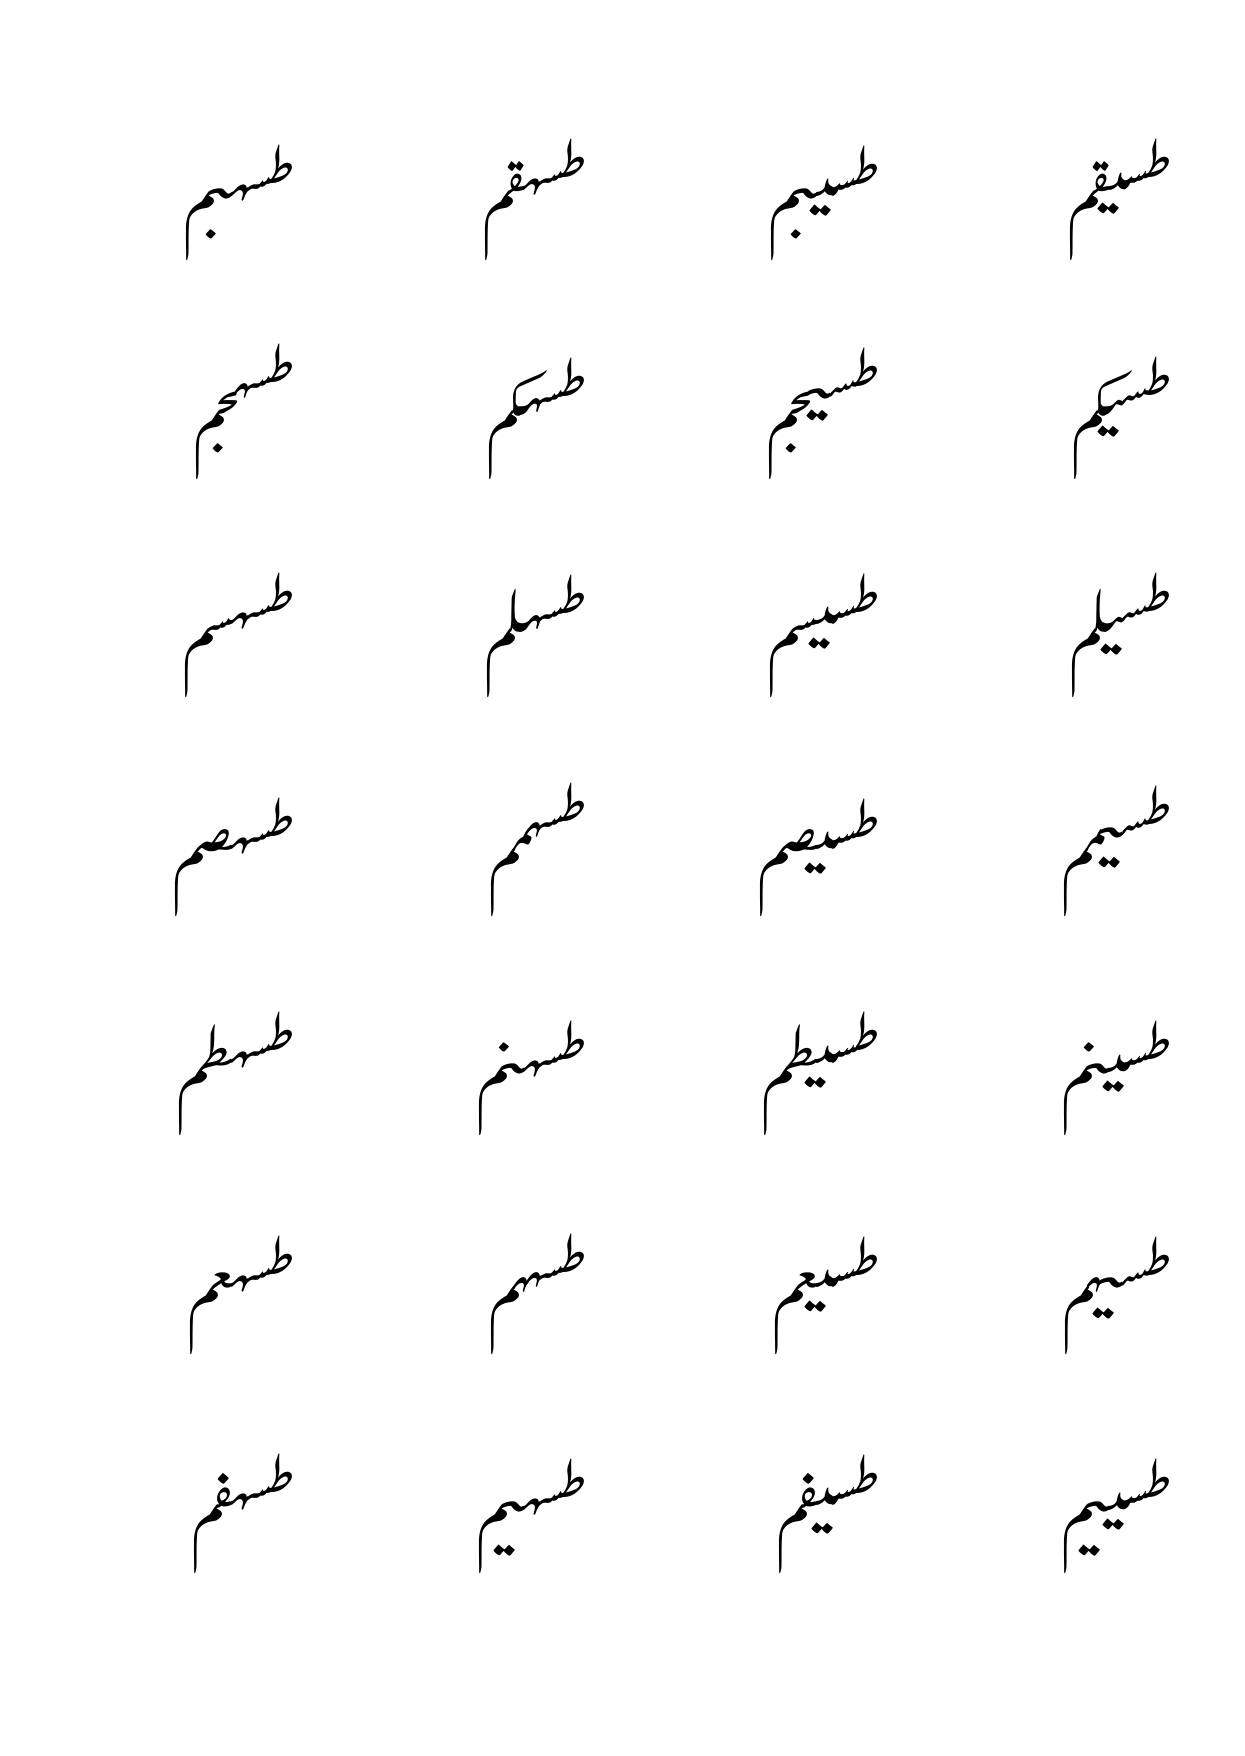 طسيقم طسيبم طسهقم طسهبم
طسيكم طسيجم طسهكم طسهجم
طسيلم طسيسم طسهلم طسهسم
طسيمم طسيصم طسهمم طسهصم
طسينم طسيطم طسهنم طسهطم
طسيهم طسيعم طسههم طسهعم
طسييم طسيفم طسهيم طسهفم